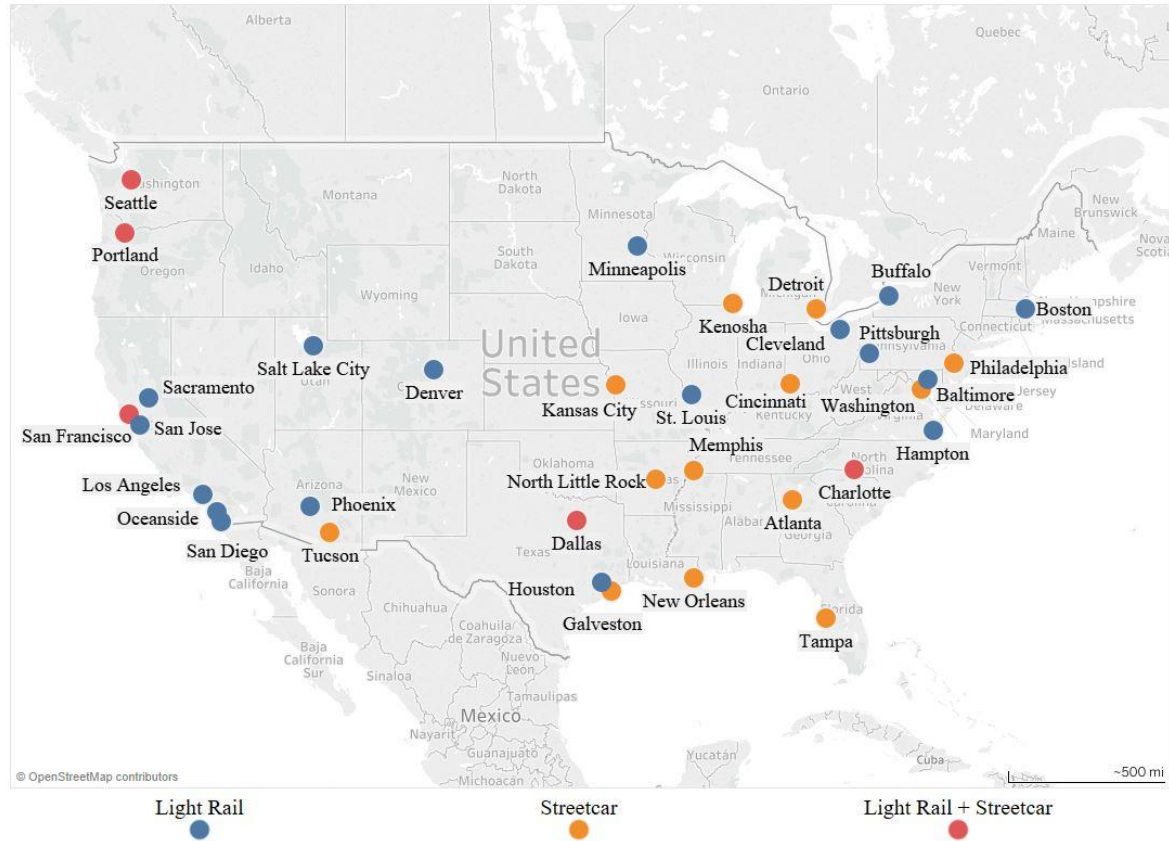 Alberta
Quebec
Ontario
Washington
Seattle
Montana
North
Dakota
Minnesota
New
Brunswick
Maine
Nova
Scotia
Portland
Oregon
Idaho
South
Dakota
Minneapolis
Wisconsin
Detroit
Michigan
Buffalo
Vermont
New
York
Hampshire
Boston
Massachusetts
Wyoming
Iowa
Kenosha
Cleveland
Pittsburgh
Connecticut
Pennsylvania
Island
United
States
Salt Lake City
Utah
Denver
Illinois
Indiana
Ohio
Philadelphia
Sacramento
Kansas City
St. Louis
Cincinnati
Kentucky
West
Virginia
Washington
Baltimore
Jersey
Delaware
Maryland
San Francisco
San Jose
Memphis
Hampton
Oklahoma
Tennessee
North
Carolina
Los Angeles
Arizona
New
Mexico
North Little Rock
Charlotte
Carolina
Oceanside
Phoenix
Mississippi
Atlanta
Georgia
San Diego
Tucson
Dallas
Texas
Louisiana
Baja
California
Sonora
Houston
Galveston
New Orleans
Florida
Tampa
Chihuahua
Coahuila
de Zaragoza
Baja
California
Sur
Nuevo
León
Sinaloa
Tamaulipas
Mexico
Nayarit
Guanajuato
Michoacán
Yucatán
Cuba
© OpenStreetMap contributors
~500 mi
Light Rail
Streetcar
Light Rail + Streetcar